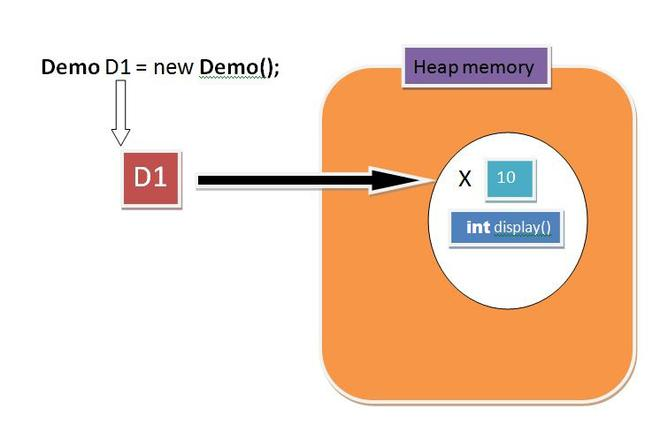 Demo D1 = new Demo();
Heap memory
D1
X 10
int display()